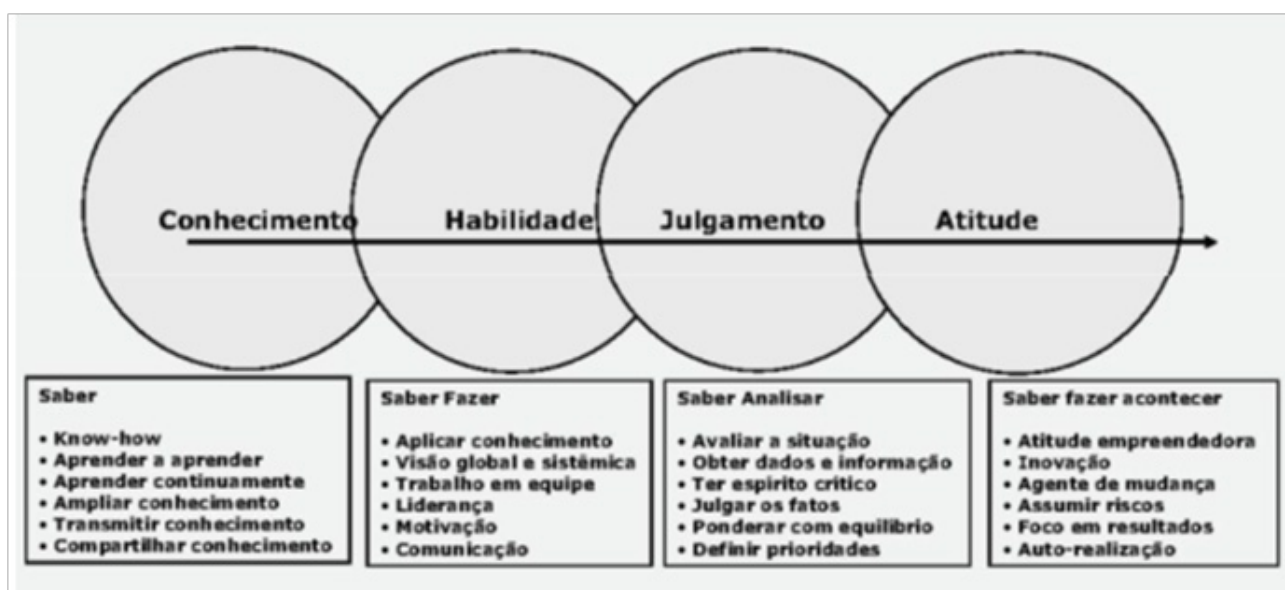 Conhecimento
Habilidade
Julgamento
Atitude
Saber
• Know-how
• Aprender a aprender
• Aprender continuamente
• Ampliar conhecimento
• Transmitir conhecimento
• Compartilhar conhecimento
Saber Fazer
• Aplicar conhecimento
• Visão global e sistêmica
• Trabalho em equipe
• Liderança
• Motivação
• Comunicação
Saber Analisar
• Avaliar a situação
• Obter dados e informação
• Ter espirito critico
• Julgar os fatos
• Ponderar com equilibrio
• Definir prioridades
Saber fazer acontecer
• Atitude empreendedora
• Inovação
• Agente de mudança
• Assumir riscos
• Foco em resultados
• Auto-realização